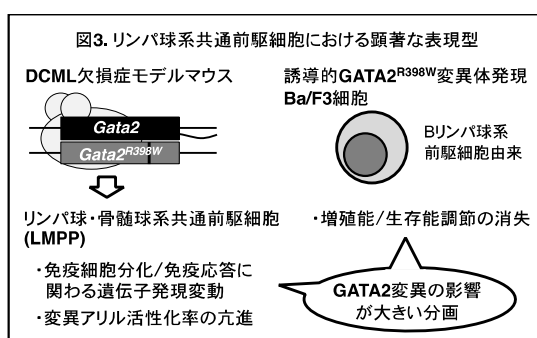 図3. リンパ球系共通前駆細胞における顕著な表現型
DCML欠損症モデルマウス
Gata2
Gata2R398W
リンパ球・骨髄球系共通前駆細胞
(LMPP)
・免疫細胞分化/免疫応答に
関わる遺伝子発現変動
・変異アリル活性化率の亢進
誘導的GATA2R398W変異体発現
Ba/F3細胞
Bリンパ球系
前駆細胞由来
・増殖能/生存能調節の消失
GATA2変異の影響
が大きい分画